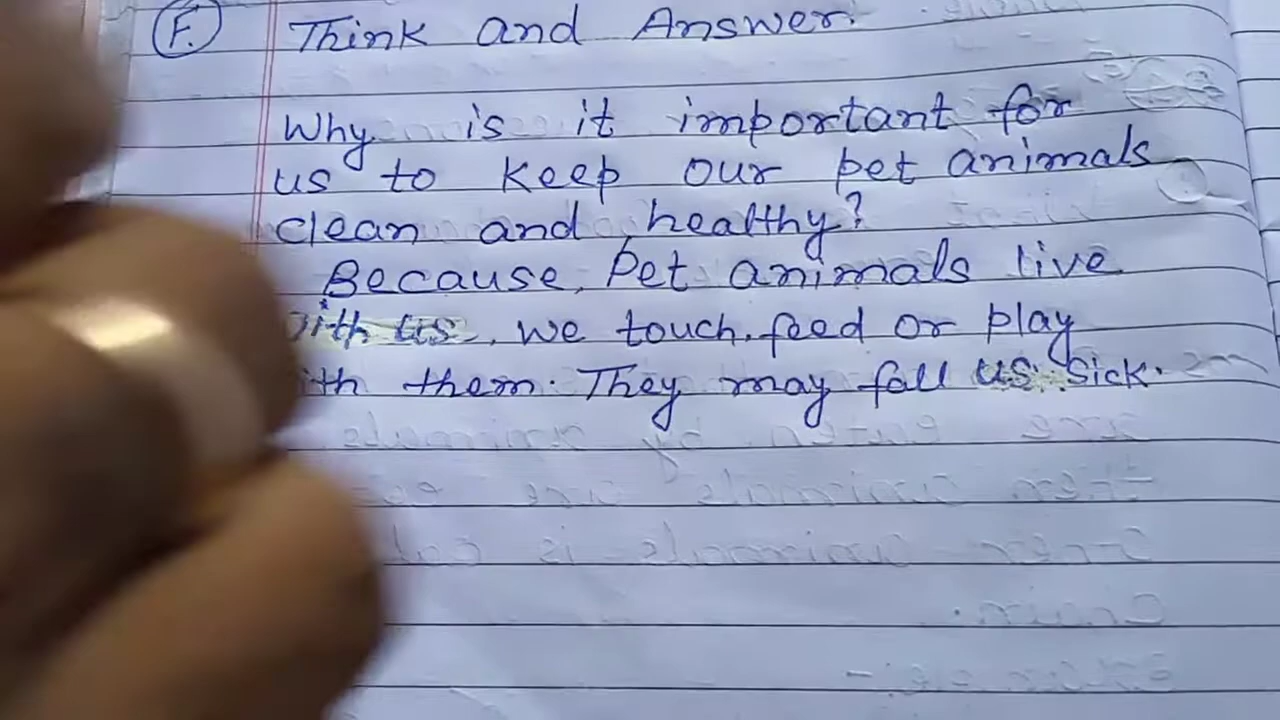 F. Think and Answer.
Why is it important for
us to keep our pet animals
clean and healthy?
Because, Pet animals live
with us, we touch, feed or play
with them. They may fall us sick.